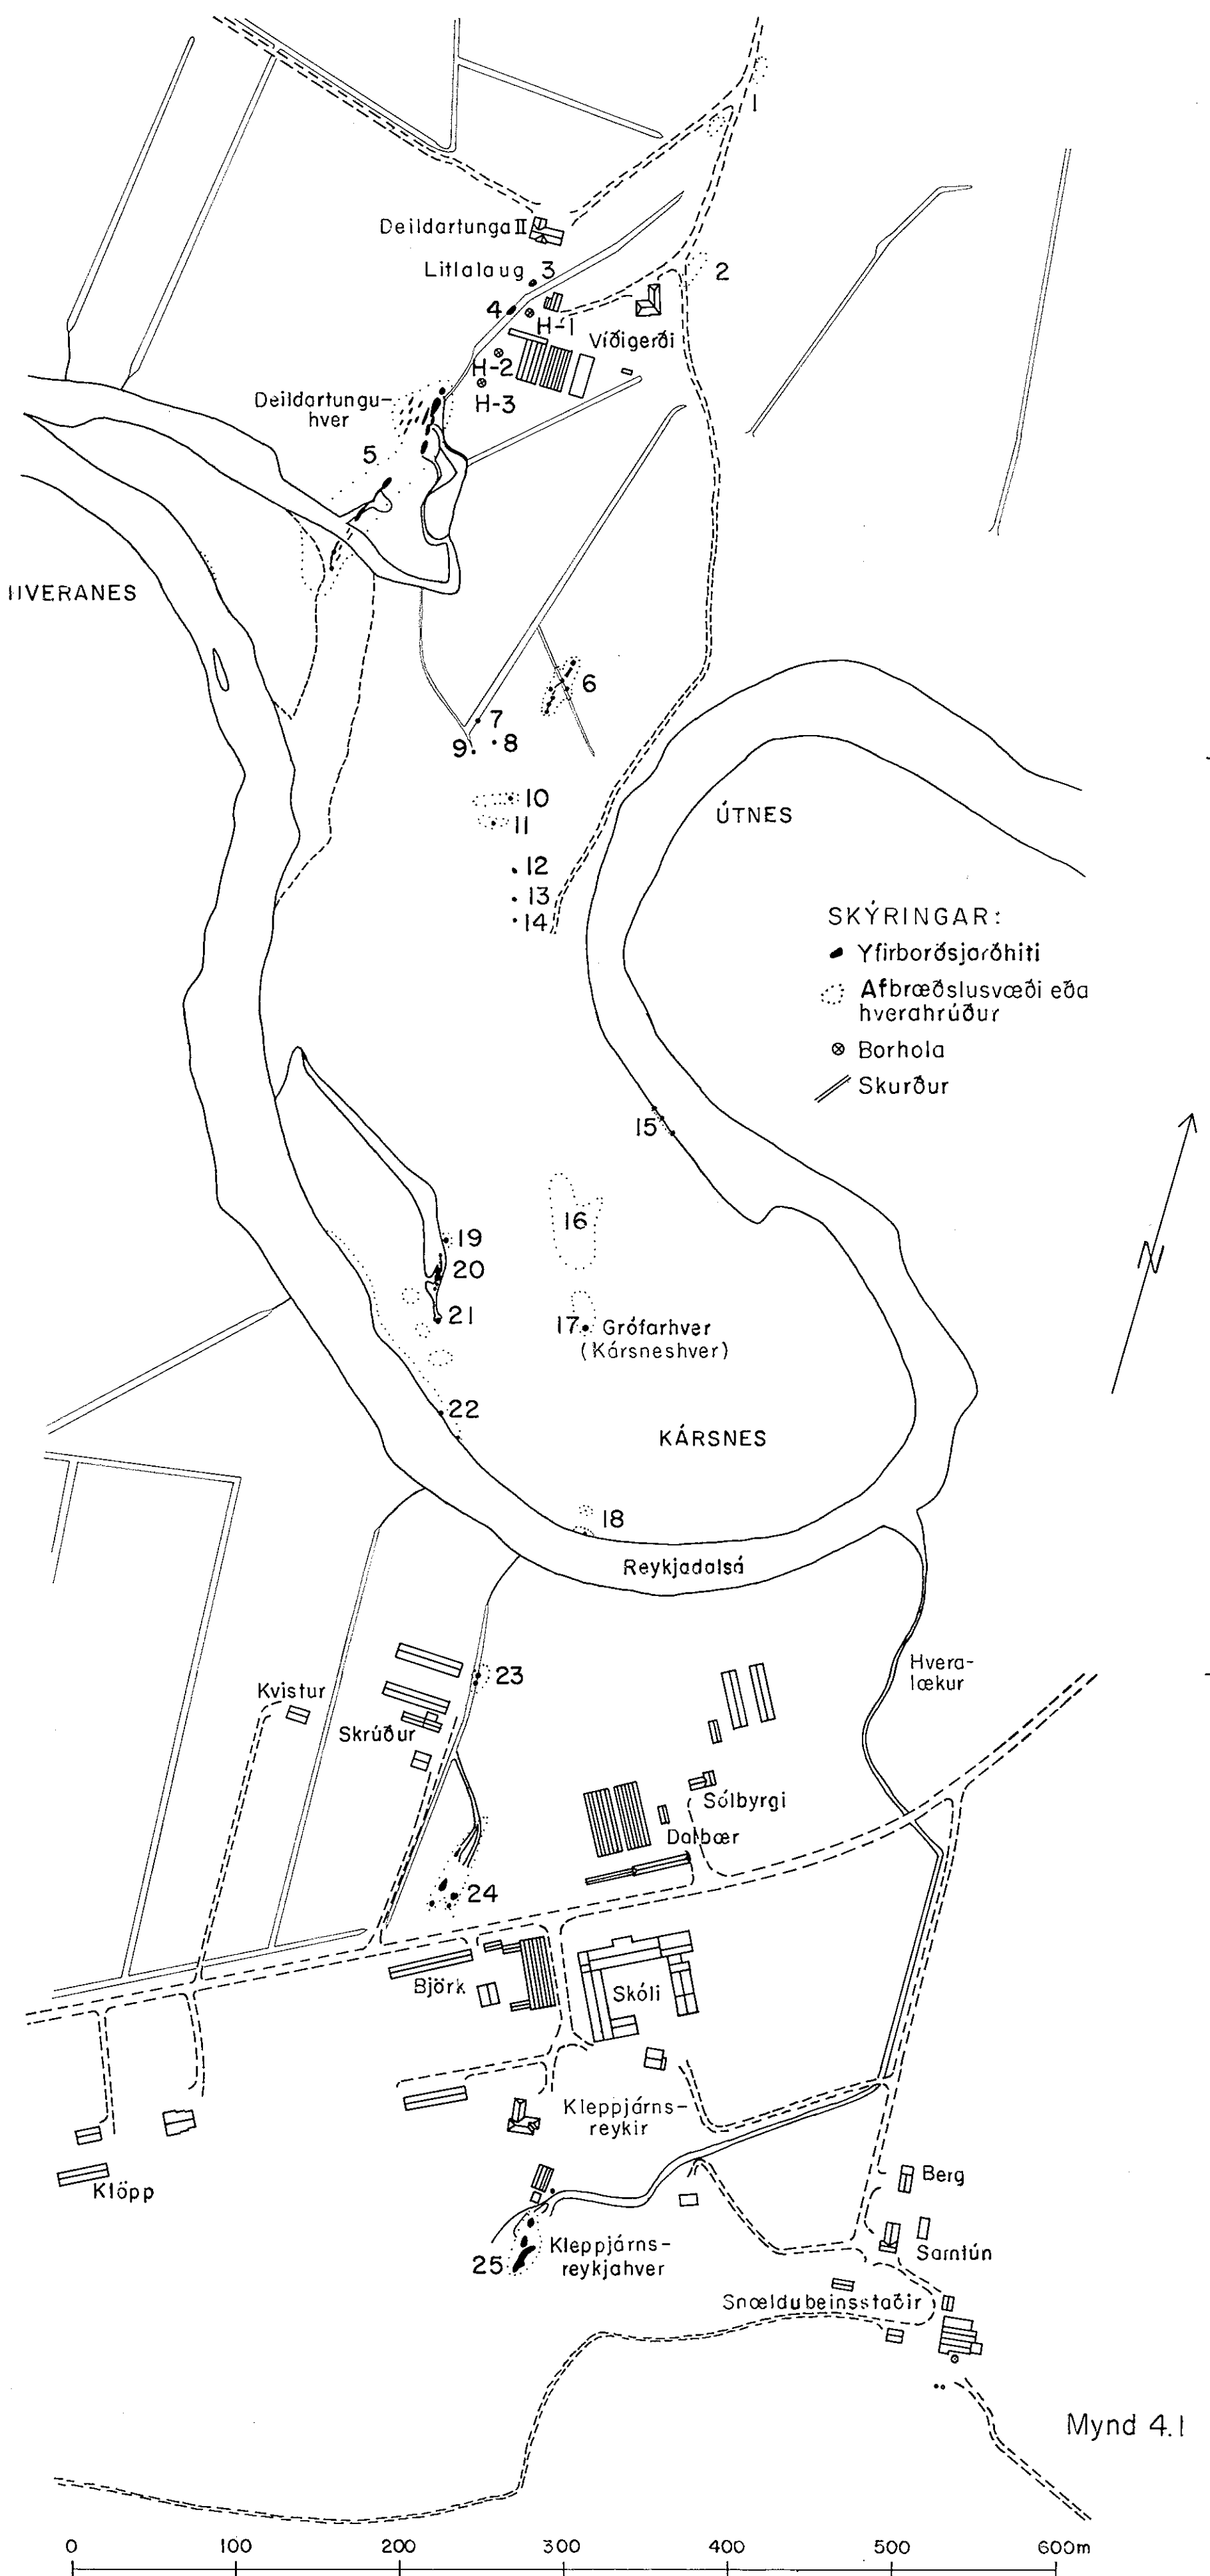 1
Deildartunga II
Litlalaug 3
2
4
H-1
Víðigerði
H-2
H-3
Deildartungu-
hver
5
HVERANES
6
7
8
9
10
11
ÚTNES
12
13
14
SKÝRINGAR:
Yfirborðsjarðhiti
Afbræðslusvæði eða
hverahrúður
Borhola
Skurður
15
16
19
20
21
17 Grófarhver
(Kársneshver)
N
22
KÁRSNES
18
Reykjadalsá
23
Hvera-
lækur
Kvistur
Skrúður
Sólbyrgi
Dalbær
24
Björk
Skóli
Kleppjárns-
reykir
Klöpp
Berg
25
Kleppjárns-
reykjahver
Samtún
Snældubeinsstaðir
Mynd 4.1
0 100 200 300 400 500 600m